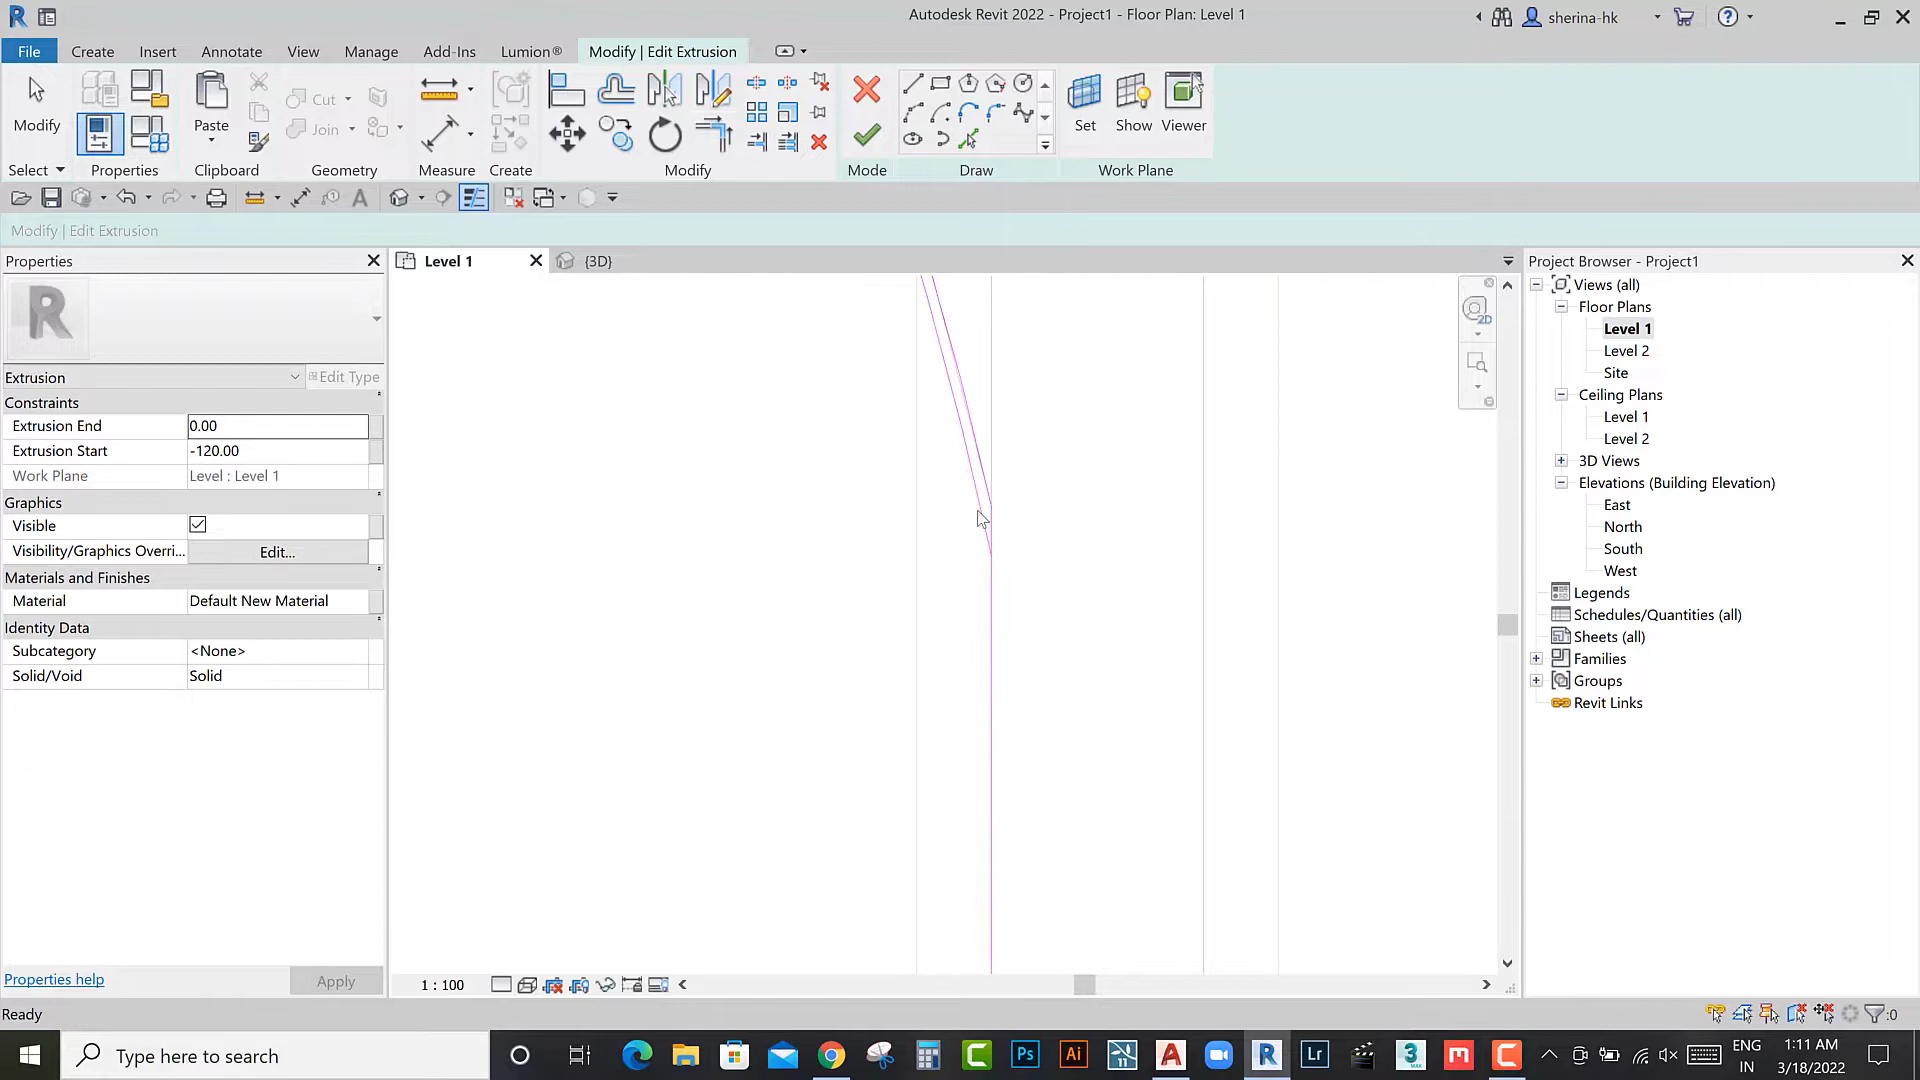 Autodesk Revit 2022 - Project1 - Floor Plan: Level 1
sherina-hk
File Create Insert Annotate View Manage Add-Ins Lumion® Modify | Edit Extrusion
Modify Paste Cut Join Set Show Viewer
Select Properties Clipboard Geometry Measure Create Modify Mode Draw Work Plane
Modify | Edit Extrusion
Properties
R
Extrusion Edit Type
Constraints
Extrusion End 0.00
Extrusion Start -120.00
Work Plane Level : Level 1
Graphics
Visible
Visibility/Graphics Overri... Edit...
Materials and Finishes
Material Default New Material
Identity Data
Subcategory <None>
Solid/Void Solid
Properties help Apply
Level 1 {3D}
2D
1 : 100
Project Browser - Project1
Views (all)
Floor Plans
Level 1
Level 2
Site
Ceiling Plans
Level 1
Level 2
3D Views
Elevations (Building Elevation)
East
North
South
West
Legends
Schedules/Quantities (all)
Sheets (all)
Families
Groups
Revit Links
Ready :0
Type here to search
Ps Ai 11 A R Lr 3 m C
ENG
IN
1:11 AM
3/18/2022